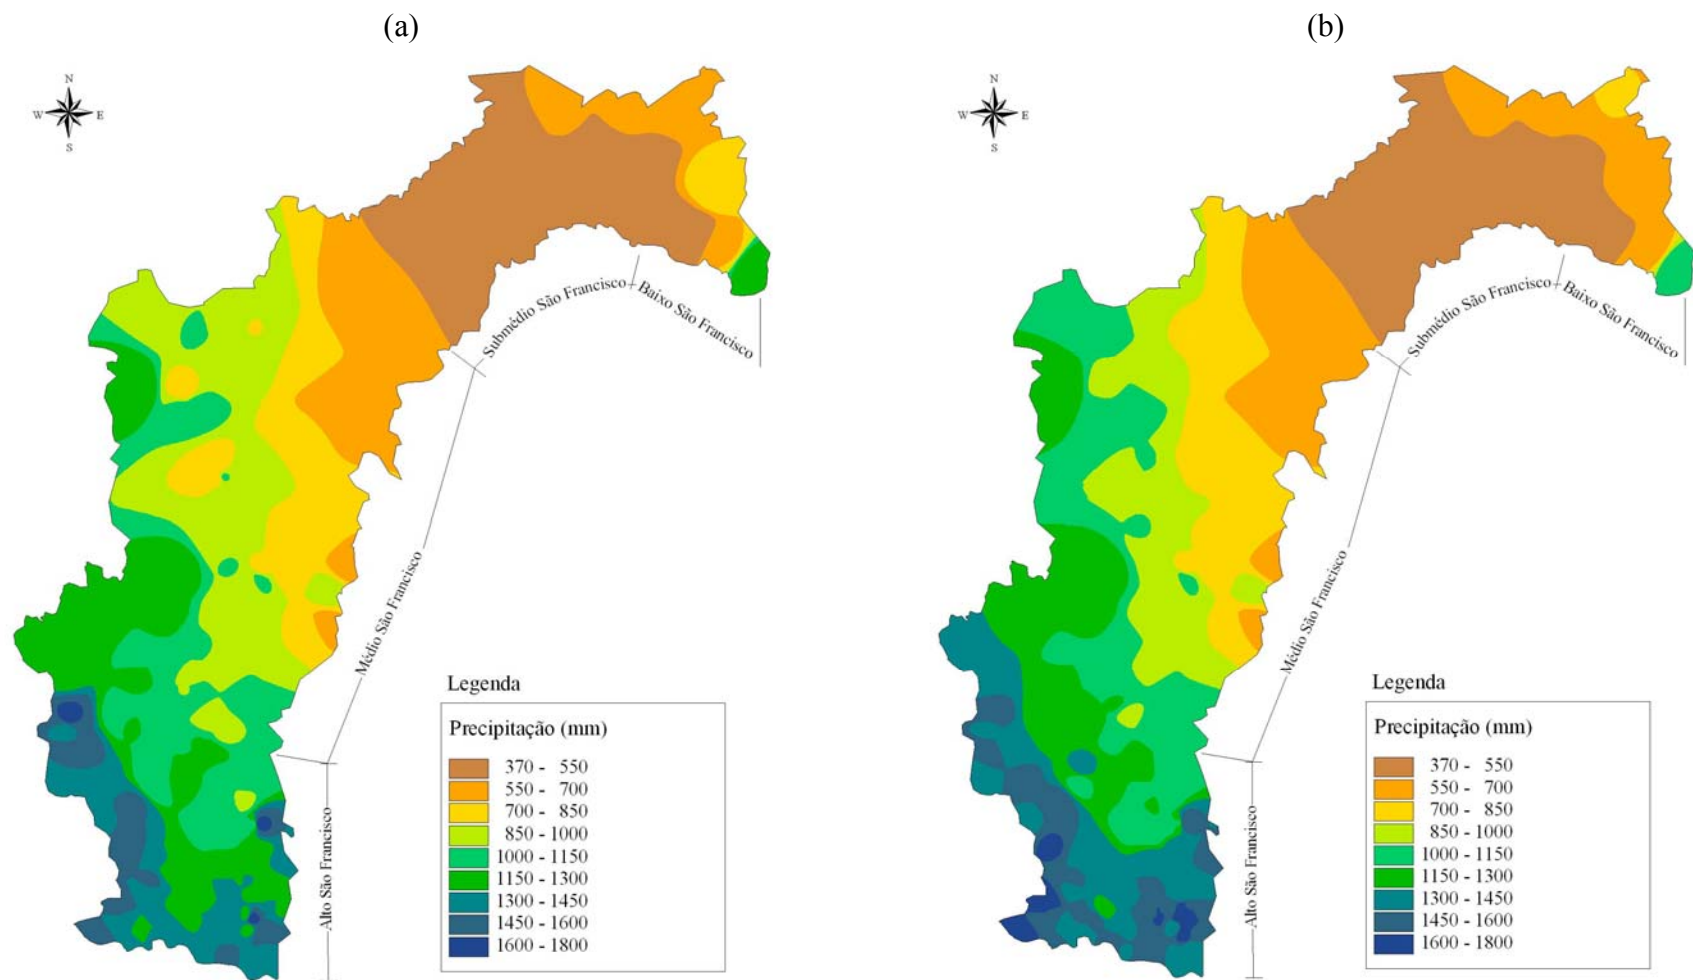 (a)
(b)
N
W E
S
N
W E
S
Submédio São Francisco
Baixo São Francisco
Médio São Francisco
Alto São Francisco
Legenda
Precipitação (mm)
370 - 550
550 - 700
700 - 850
850 - 1000
1000 - 1150
1150 - 1300
1300 - 1450
1450 - 1600
1600 - 1800
Submédio São Francisco
Baixo São Francisco
Médio São Francisco
Alto São Francisco
Legenda
Precipitação (mm)
370 - 550
550 - 700
700 - 850
850 - 1000
1000 - 1150
1150 - 1300
1300 - 1450
1450 - 1600
1600 - 1800